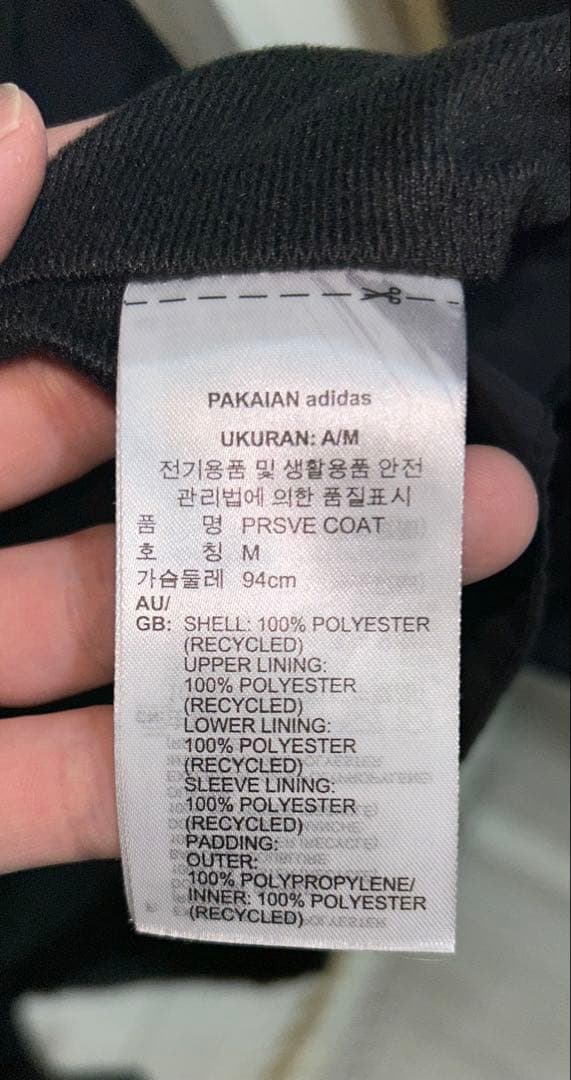 PAKAIAN adidas
UKURAN: A/M
전기용품 및 생활용품 안전
관리법에 의한 품질표시
품 명 PRSVE COAT
호 칭 M
가슴둘레 94cm
AU/
GB: SHELL: 100% POLYESTER
(RECYCLED)
UPPER LINING:
100% POLYESTER
(RECYCLED)
LOWER LINING:
100% POLYESTER
(RECYCLED)
SLEEVE LINING:
100% POLYESTER
(RECYCLED)
PADDING:
OUTER:
100% POLYPROPYLENE/
INNER: 100% POLYESTER
(RECYCLED)